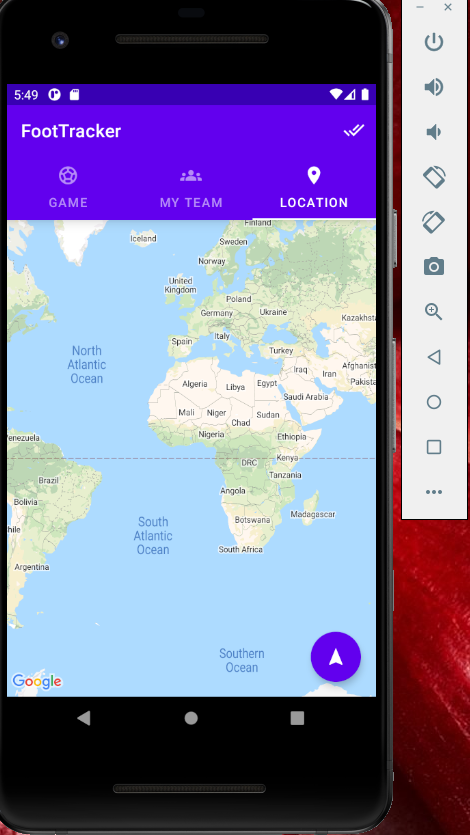 5:49
FootTracker
GAME
MY TEAM
LOCATION
Finland
Iceland
Sweden
Norway
United
Kingdom
Poland
Germany
Ukraine
Kazakhsta
Italy
Spain
Turkey
Afghanist
Iraq
Iran
Pakista
North
Atlantic
Ocean
Algeria
Libya
Egypt
Saudi Arabia
Mali
Niger
Sudan
Chad
enezuela
Nigeria
Ethiopia
DRC
Kenya
Tanzania
Brazil
Angola
Bolivia
Madagascar
Botswana
hile
South
Atlantic
Ocean
South Africa
Argentina
Southern
Ocean
Google